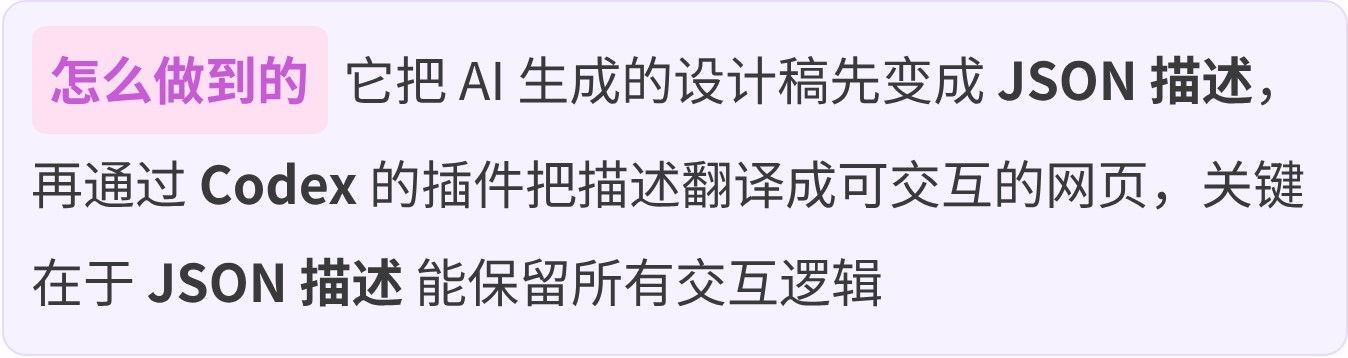 怎么做到的 它把 AI 生成的设计稿先变成 JSON 描述，
再通过 Codex 的插件把描述翻译成可交互的网页，关键
在于 JSON 描述 能保留所有交互逻辑